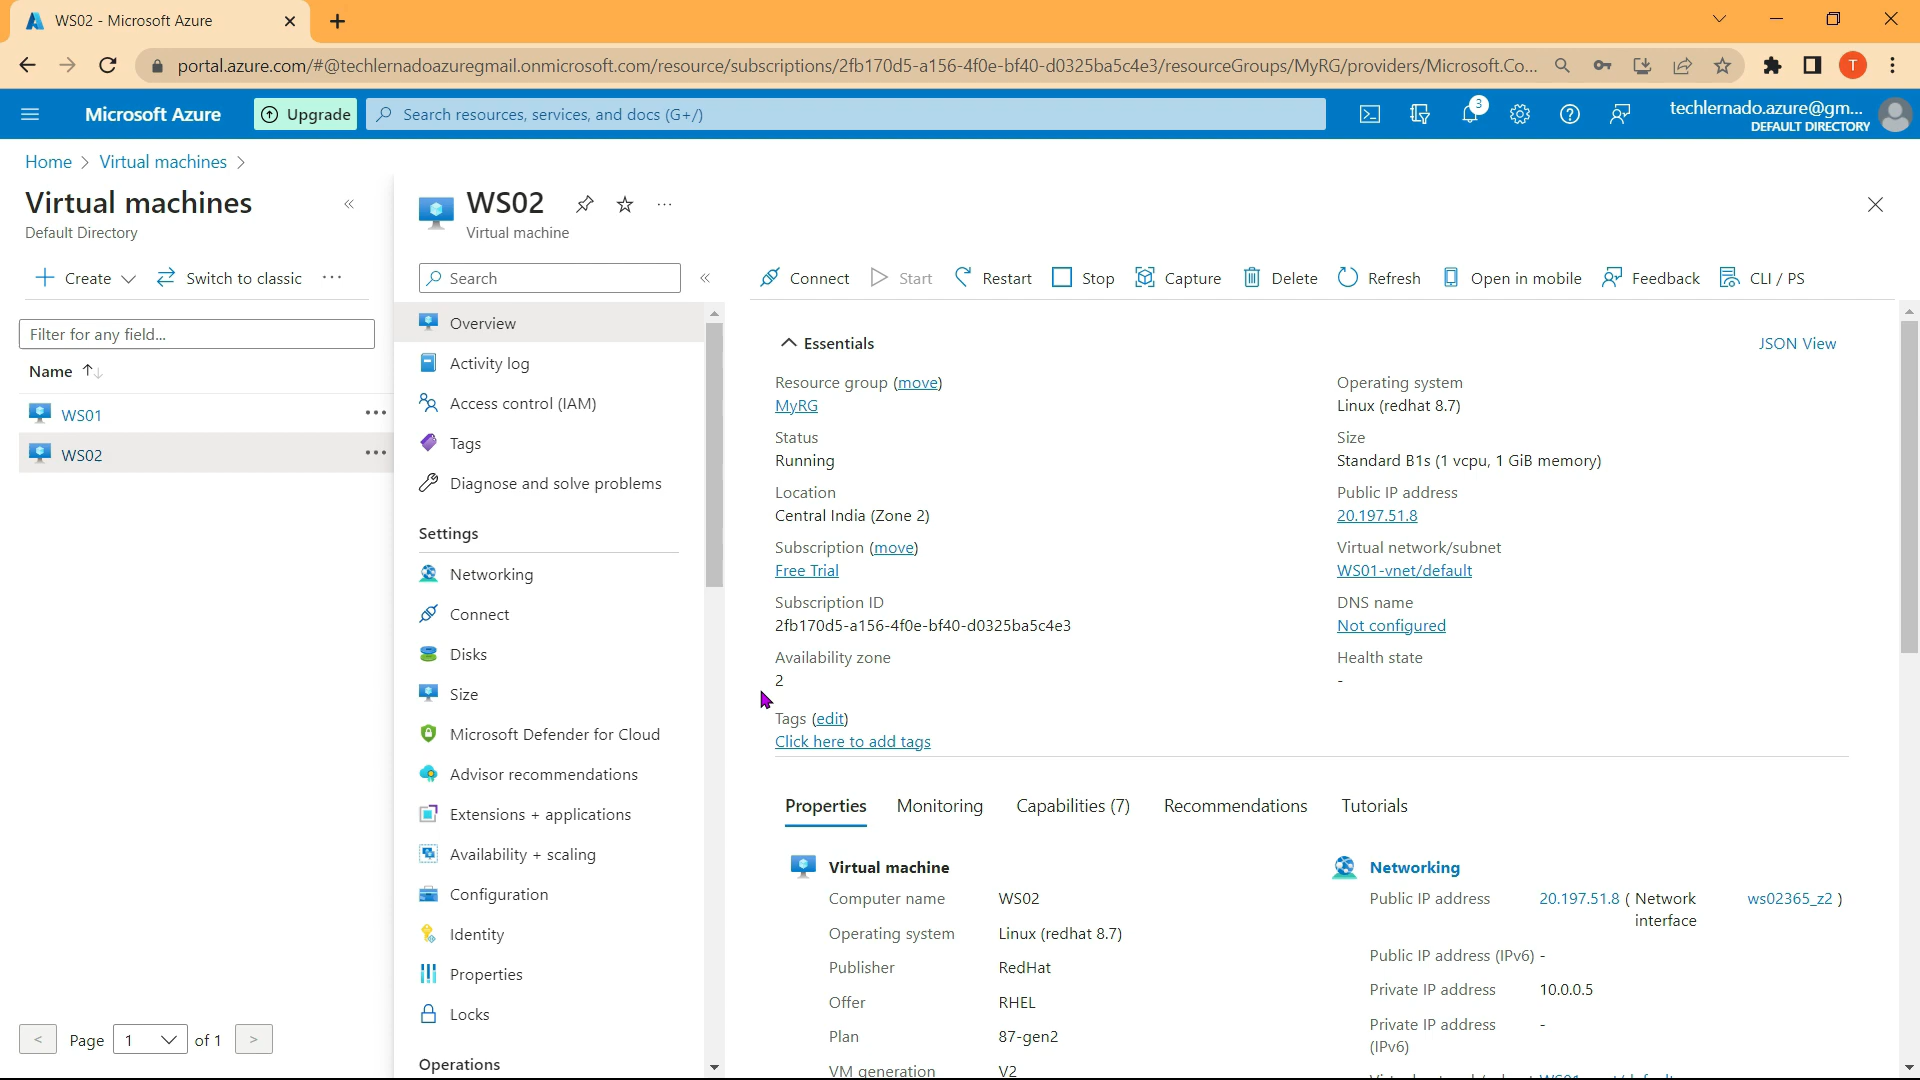 WS02 - Microsoft Azure
portal.azure.com/#@techlernadoazuregmail.onmicrosoft.com/resource/subscriptions/2fb170d5-a156-4f0e-bf40-d0325ba5c4e3/resourceGroups/MyRG/providers/Microsoft.Co...
T
Microsoft Azure
Upgrade
Search resources, services, and docs (G+/)
3
techlernado.azure@gm...
DEFAULT DIRECTORY
Home > Virtual machines >
Virtual machines
«
Default Directory
+ Create
Switch to classic
...
Filter for any field...
Name ↑↓
WS01 ...
WS02 ...
< Page 1 of 1 >
WS02 ...
Virtual machine
Search
«
Overview
Activity log
Access control (IAM)
Tags
Diagnose and solve problems
Settings
Networking
Connect
Disks
Size
Microsoft Defender for Cloud
Advisor recommendations
Extensions + applications
Availability + scaling
Configuration
Identity
Properties
Locks
Operations
Connect Start Restart Stop Capture Delete Refresh Open in mobile Feedback CLI / PS
Essentials
JSON View
Resource group (move)
MyRG
Status
Running
Location
Central India (Zone 2)
Subscription (move)
Free Trial
Subscription ID
2fb170d5-a156-4f0e-bf40-d0325ba5c4e3
Availability zone
2
Operating system
Linux (redhat 8.7)
Size
Standard B1s (1 vcpu, 1 GiB memory)
Public IP address
20.197.51.8
Virtual network/subnet
WS01-vnet/default
DNS name
Not configured
Health state
-
Tags (edit)
Click here to add tags
Properties Monitoring Capabilities (7) Recommendations Tutorials
Virtual machine
Computer name WS02
Operating system Linux (redhat 8.7)
Publisher RedHat
Offer RHEL
Plan 87-gen2
VM generation V2
Networking
Public IP address 20.197.51.8 ( Network interface ws02365_z2 )
Public IP address (IPv6) -
Private IP address 10.0.0.5
Private IP address (IPv6) -